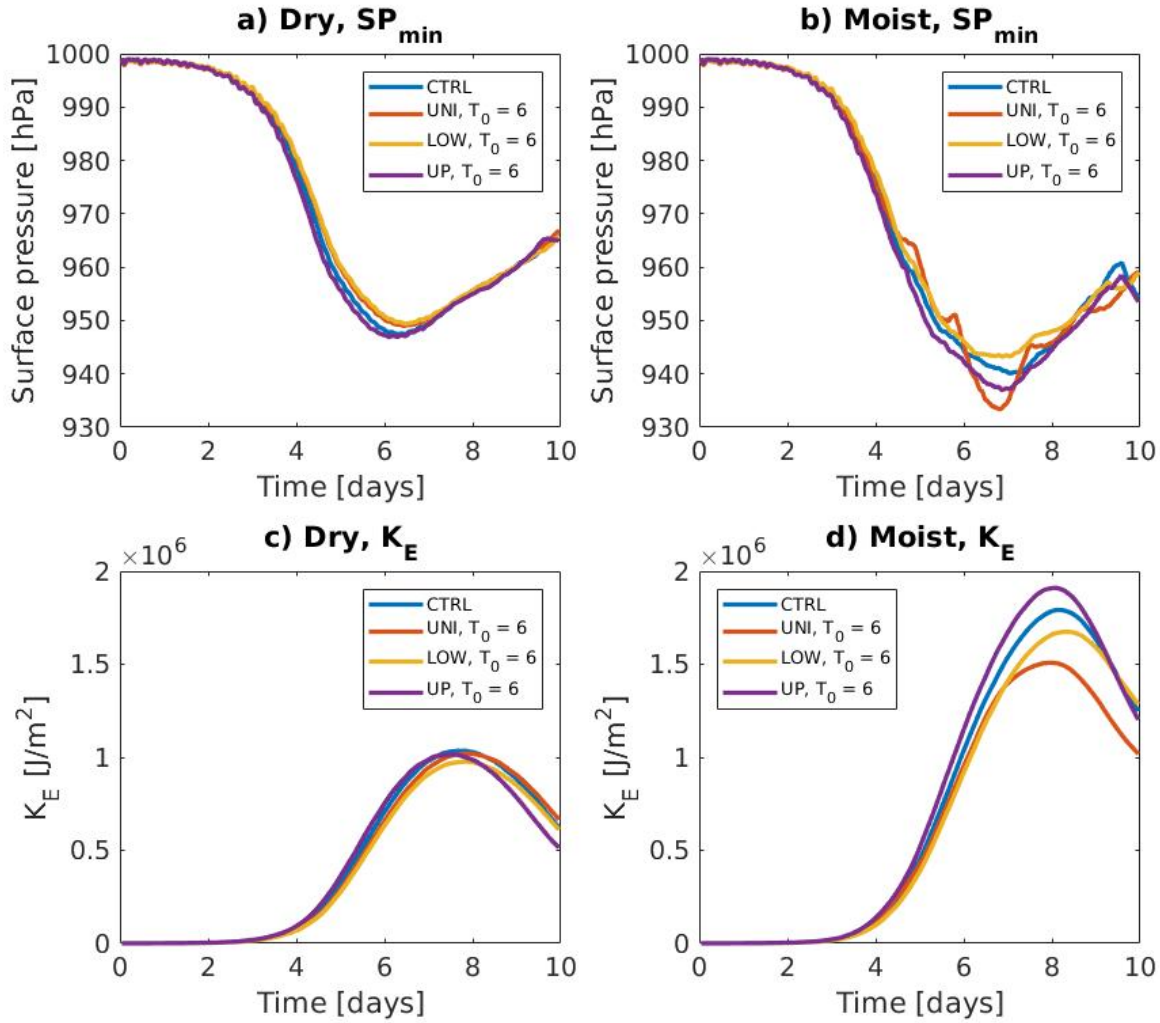 a) Dry, SP_min
Surface pressure [hPa]
1000
990
980
970
960
950
940
930
CTRL
UNI, T_0 = 6
LOW, T_0 = 6
UP, T_0 = 6
0 2 4 6 8 10
Time [days]
b) Moist, SP_min
Surface pressure [hPa]
1000
990
980
970
960
950
940
930
CTRL
UNI, T_0 = 6
LOW, T_0 = 6
UP, T_0 = 6
0 2 4 6 8 10
Time [days]
c) Dry, K_E
×10^6
K_E [J/m^2]
2
1.5
1
0.5
0
CTRL
UNI, T_0 = 6
LOW, T_0 = 6
UP, T_0 = 6
0 2 4 6 8 10
Time [days]
d) Moist, K_E
×10^6
K_E [J/m^2]
2
1.5
1
0.5
0
CTRL
UNI, T_0 = 6
LOW, T_0 = 6
UP, T_0 = 6
0 2 4 6 8 10
Time [days]